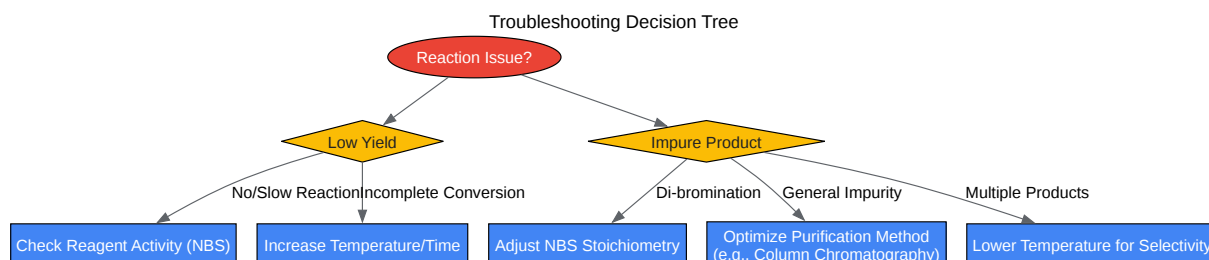 Troubleshooting Decision Tree
Reaction Issue?
Low Yield
Impure Product
No/Slow Reaction
Incomplete Conversion
Di-bromination
General Impurity
Multiple Products
Check Reagent Activity (NBS)
Increase Temperature/Time
Adjust NBS Stoichiometry
Optimize Purification Method
(e.g., Column Chromatography)
Lower Temperature for Selectivity